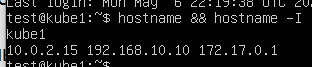 Last login: Mon May  6 22:19:38 UTC 202
test@kube1:~$ hostname && hostname -I
kube1
10.0.2.15 192.168.10.10 172.17.0.1
test@kube1:~$